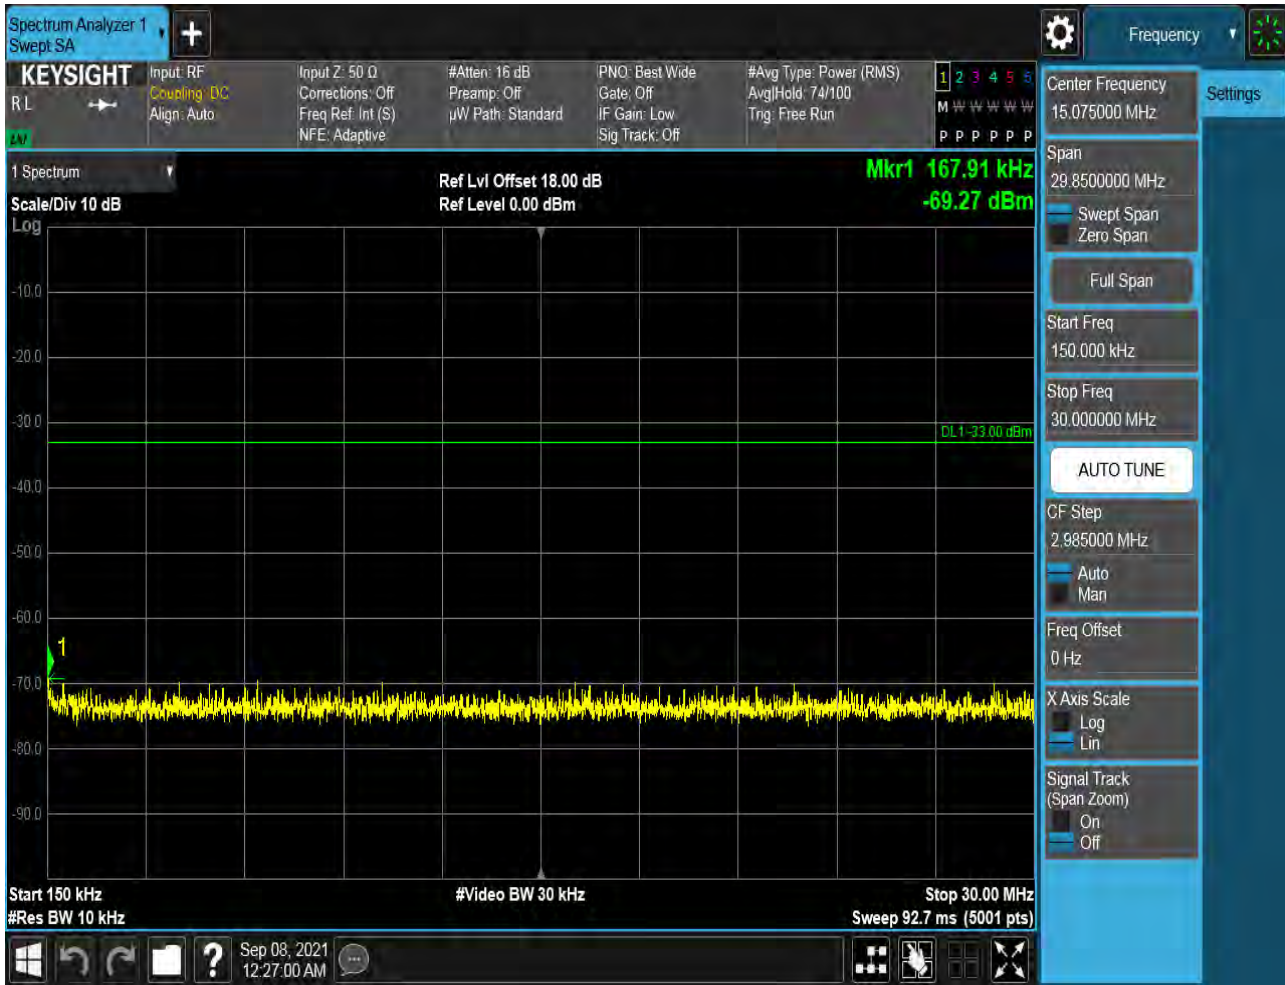 Spectrum Analyzer 1
Swept SA
Frequency
KEYSIGHT
R L
LNI
Input: RF
Coupling: DC
Align: Auto
Input Z: 50 Ω
Corrections: Off
Freq Ref: Int (S)
NFE: Adaptive
#Atten: 16 dB
Preamp: Off
µW Path: Standard
PNO: Best Wide
Gate: Off
IF Gain: Low
Sig Track: Off
#Avg Type: Power (RMS)
Avg|Hold: 74/100
Trig: Free Run
1 2 3 4 5 6
M W W W W W
P P P P P P
1 Spectrum
Scale/Div 10 dB
Log
Ref Lvl Offset 18.00 dB
Ref Level 0.00 dBm
Mkr1 167.91 kHz
-69.27 dBm
-10.0
-20.0
-30.0
DL1 -33.00 dBm
-40.0
-50.0
-60.0
1
-70.0
-80.0
-90.0
Start 150 kHz
#Res BW 10 kHz
#Video BW 30 kHz
Stop 30.00 MHz
Sweep 92.7 ms (5001 pts)
?
Sep 08, 2021
12:27:00 AM
Center Frequency
15.075000 MHz
Settings
Span
29.8500000 MHz
Swept Span
Zero Span
Full Span
Start Freq
150.000 kHz
Stop Freq
30.000000 MHz
AUTO TUNE
CF Step
2.985000 MHz
Auto
Man
Freq Offset
0 Hz
X Axis Scale
Log
Lin
Signal Track
(Span Zoom)
On
Off